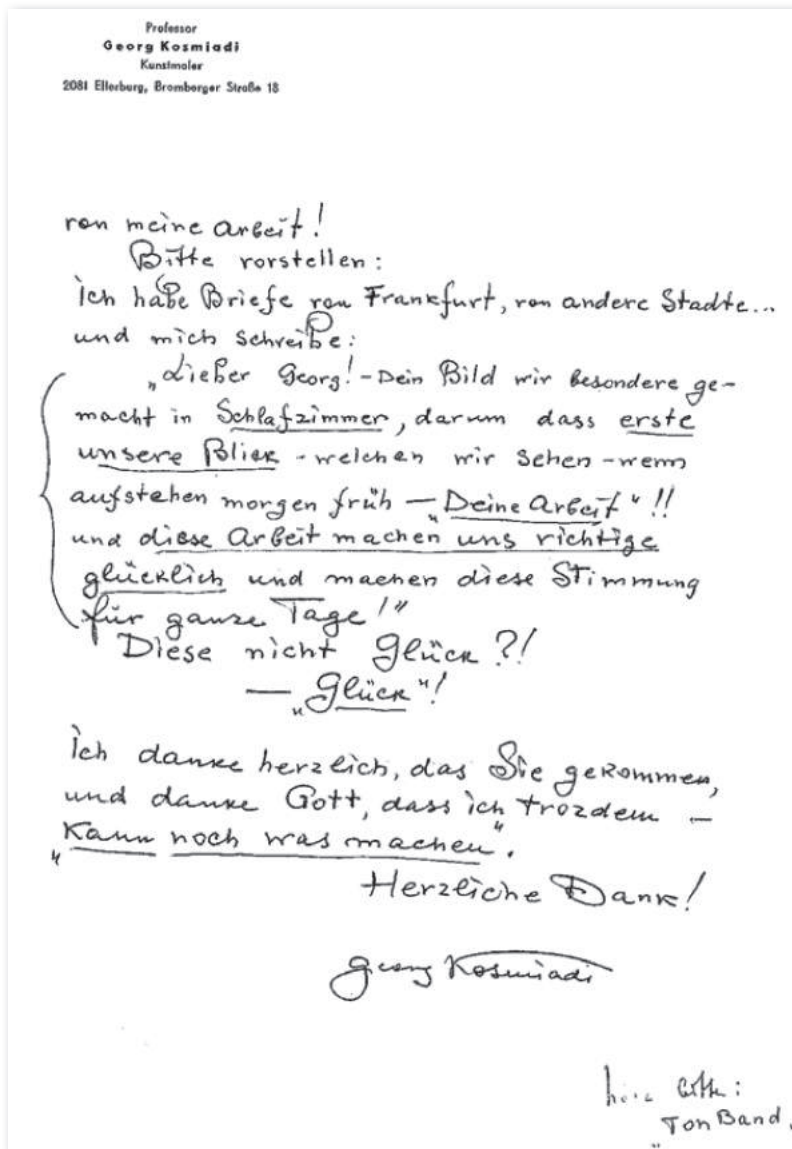 Professor
Georg Kosmiadi
Kunstmaler
2081 Ellerburg, Bromberger Straße 18
von meine Arbeit!
Bitte vorstellen:
Ich habe Briefe von Frankfurt, von andere Stadte...
und mich schreibe:
„Lieber Georg! - Dein Bild wir besondere ge-
macht in Schlafzimmer, darum dass erste
unsere Bliek - welchen wir sehen - wenn
aufstehen morgen früh - „Deine Arbeit"!!
und diese Arbeit machen uns richtige
glücklich und machen diese Stimmung
für ganze Tage!"
Diese nicht Glück?!
— „Glück"!
Ich danke herzlich, das Sie gekommen,
und danke Gott, dass ich trozdem -
„Kann noch was machen".
Herzliche Dank!
Georg Kosmiadi
bitte:
„Ton Band